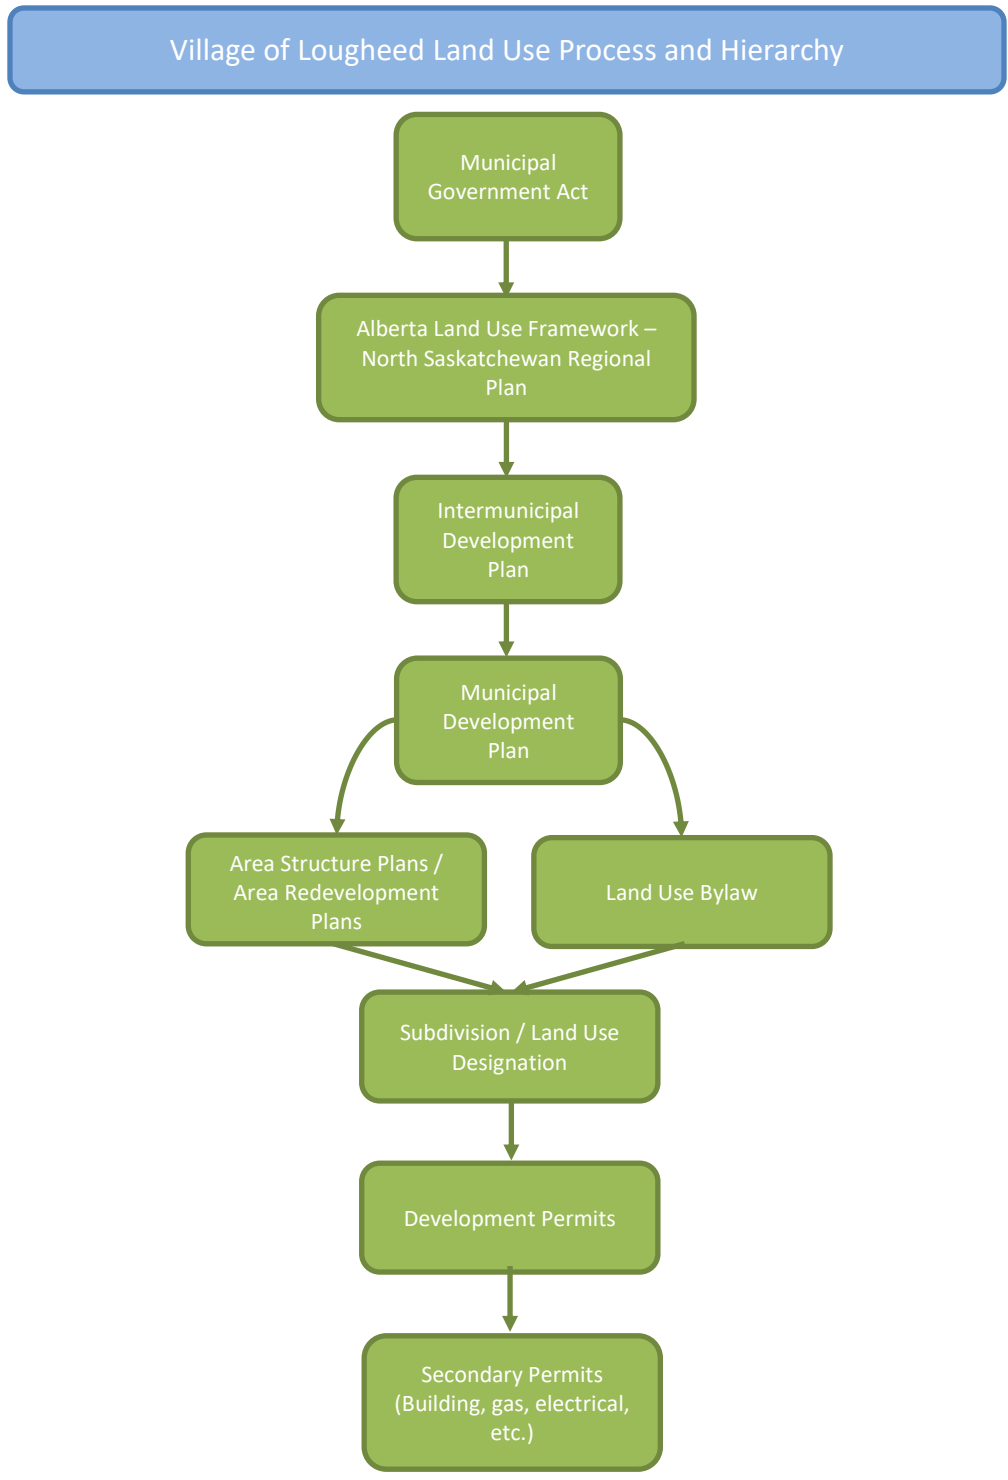 Village of Lougheed Land Use Process and Hierarchy
Municipal
Government Act
Alberta Land Use Framework –
North Saskatchewan Regional
Plan
Intermunicipal
Development
Plan
Municipal
Development
Plan
Area Structure Plans /
Area Redevelopment
Plans
Land Use Bylaw
Subdivision / Land Use
Designation
Development Permits
Secondary Permits
(Building, gas, electrical,
etc.)